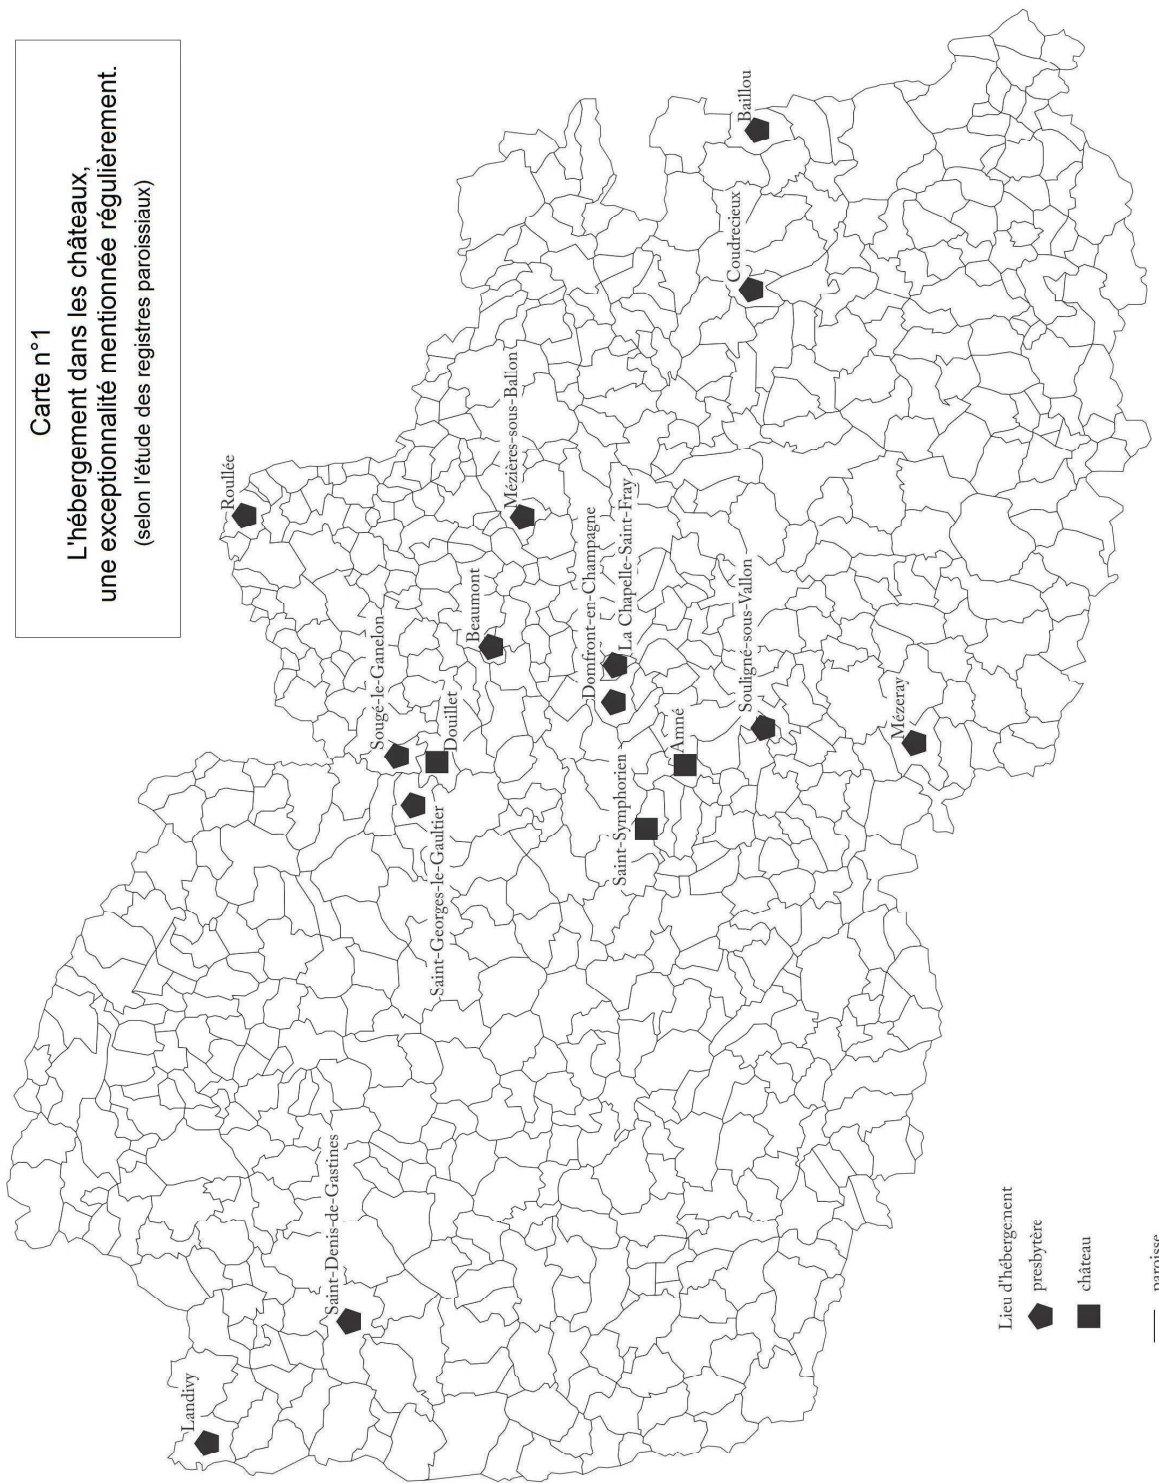 Carte n°1
L'hébergement dans les châteaux,
une exceptionnalité mentionnée régulièrement.
(selon l'étude des registres paroissiaux)
Landivy
Saint-Denis-de-Gastines
Saint-Georges-le-Gaultier
Sougé-le-Ganelon
Douillet
Roullée
Beaumont
Mézières-sous-Ballon
Domfront-en-Champagne
La Chapelle-Saint-Fray
Saint-Symphorien
Amné
Souligné-sous-Vallon
Mézeray
Coudrecieux
Baillou
Lieu d'hébergement
presbytère
château
paroisse